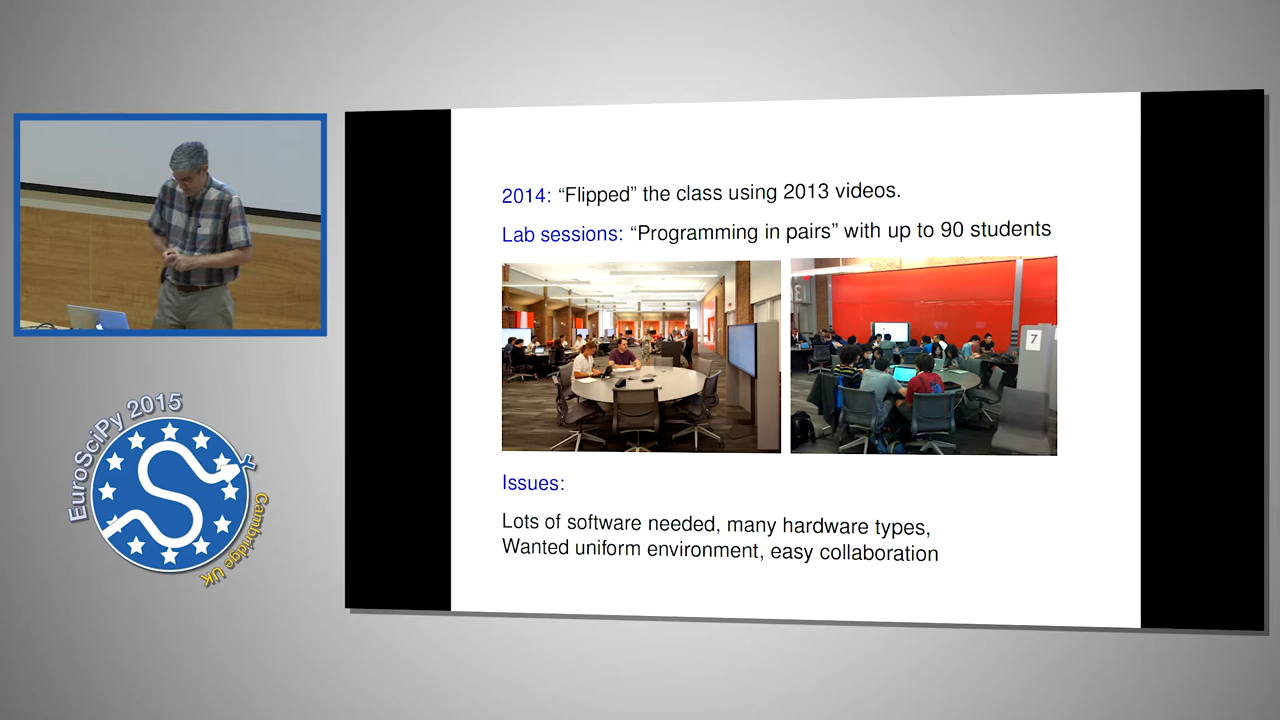 2014: “Flipped” the class using 2013 videos.
Lab sessions: “Programming in pairs” with up to 90 students
7
Issues:
Lots of software needed, many hardware types,
Wanted uniform environment, easy collaboration
EuroSciPy 2015
Cambridge UK